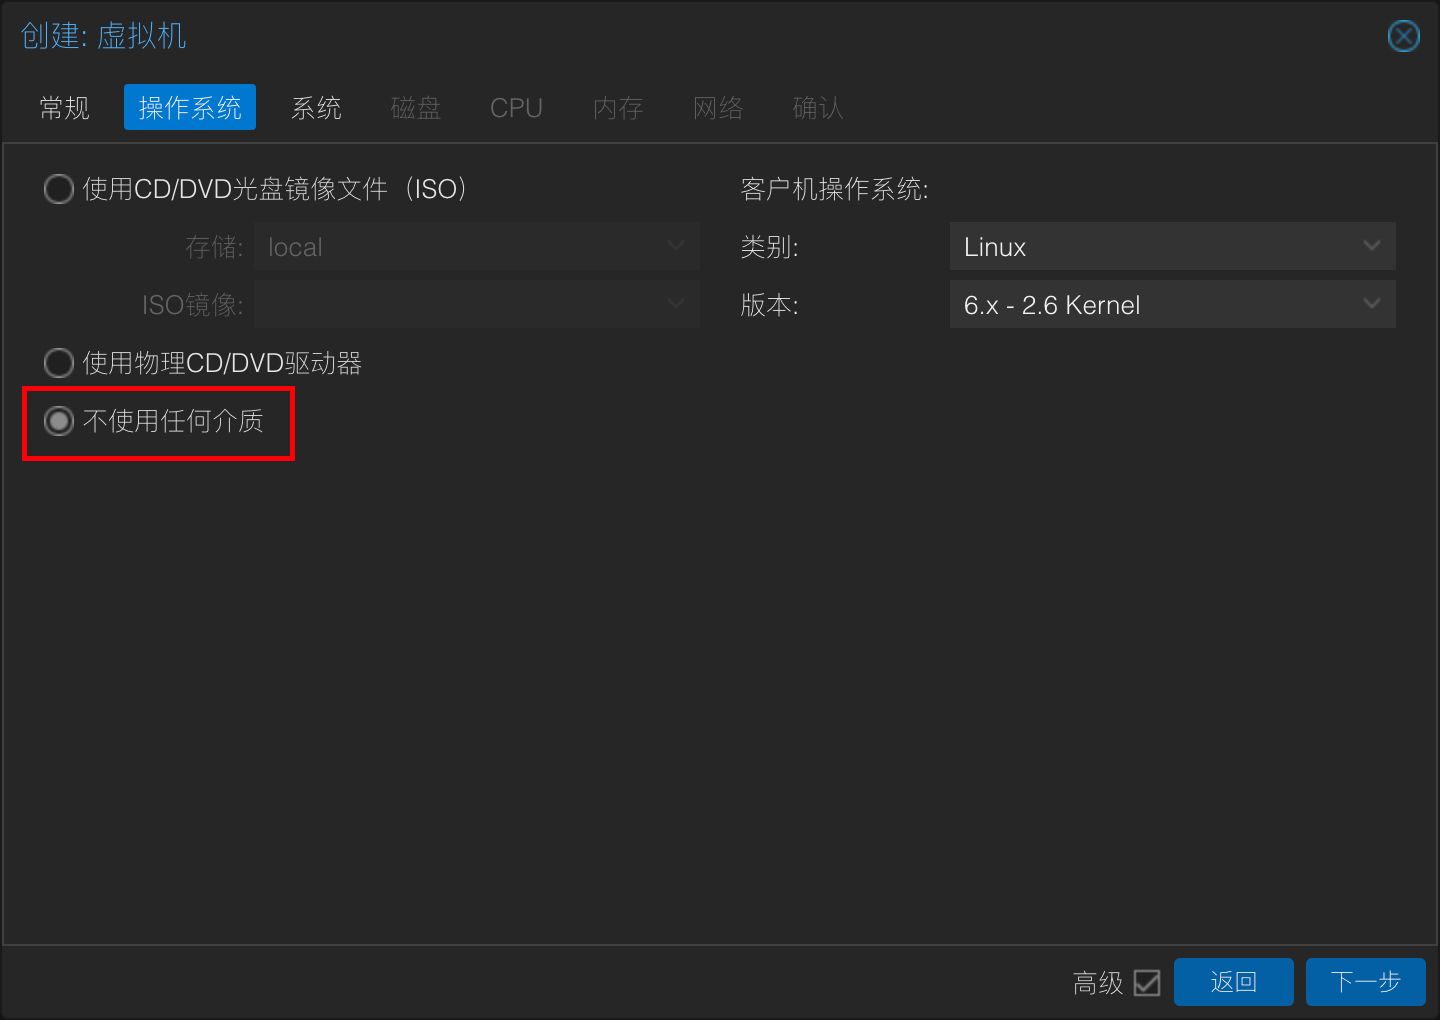 创建: 虚拟机
常规 操作系统 系统 磁盘 CPU 内存 网络 确认
使用CD/DVD光盘镜像文件（ISO）
存储: local
ISO镜像:
使用物理CD/DVD驱动器
不使用任何介质
客户机操作系统:
类别: Linux
版本: 6.x - 2.6 Kernel
高级 返回 下一步